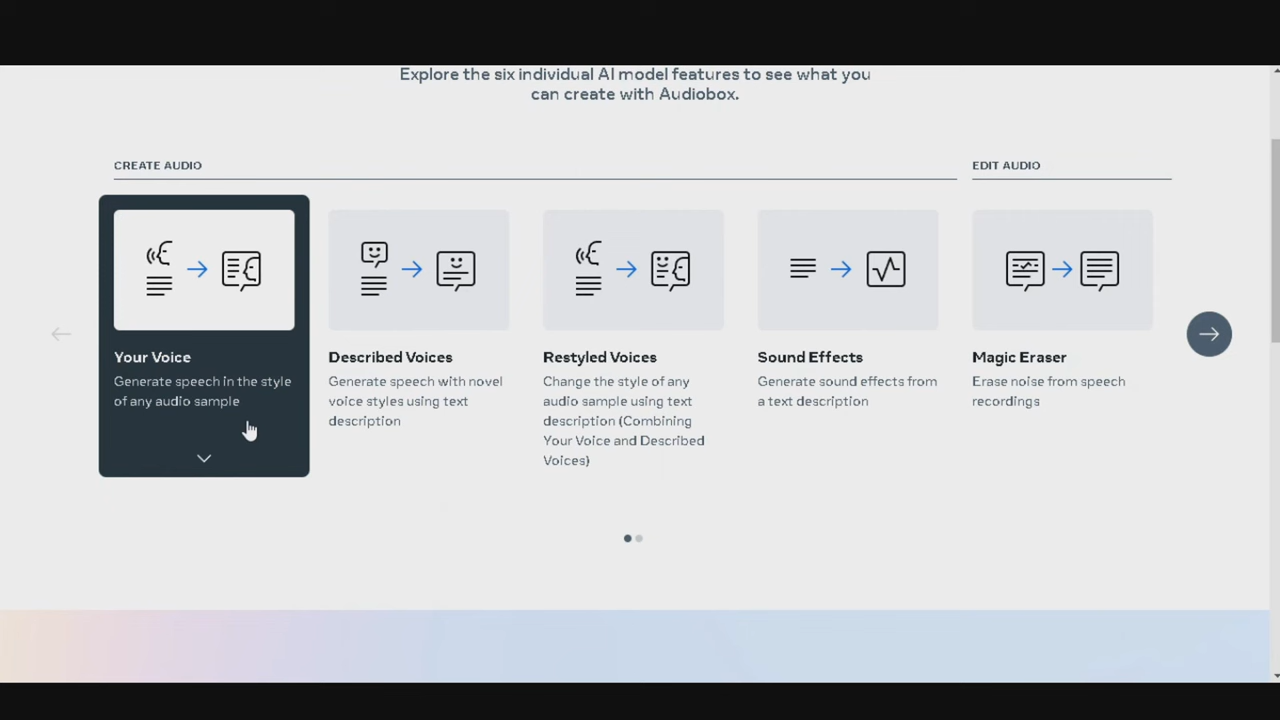 Explore the six individual AI model features to see what you
can create with Audiobox.
CREATE AUDIO
EDIT AUDIO
Your Voice
Generate speech in the style
of any audio sample
Described Voices
Generate speech with novel
voice styles using text
description
Restyled Voices
Change the style of any
audio sample using text
description (Combining
Your Voice and Described
Voices)
Sound Effects
Generate sound effects from
a text description
Magic Eraser
Erase noise from speech
recordings